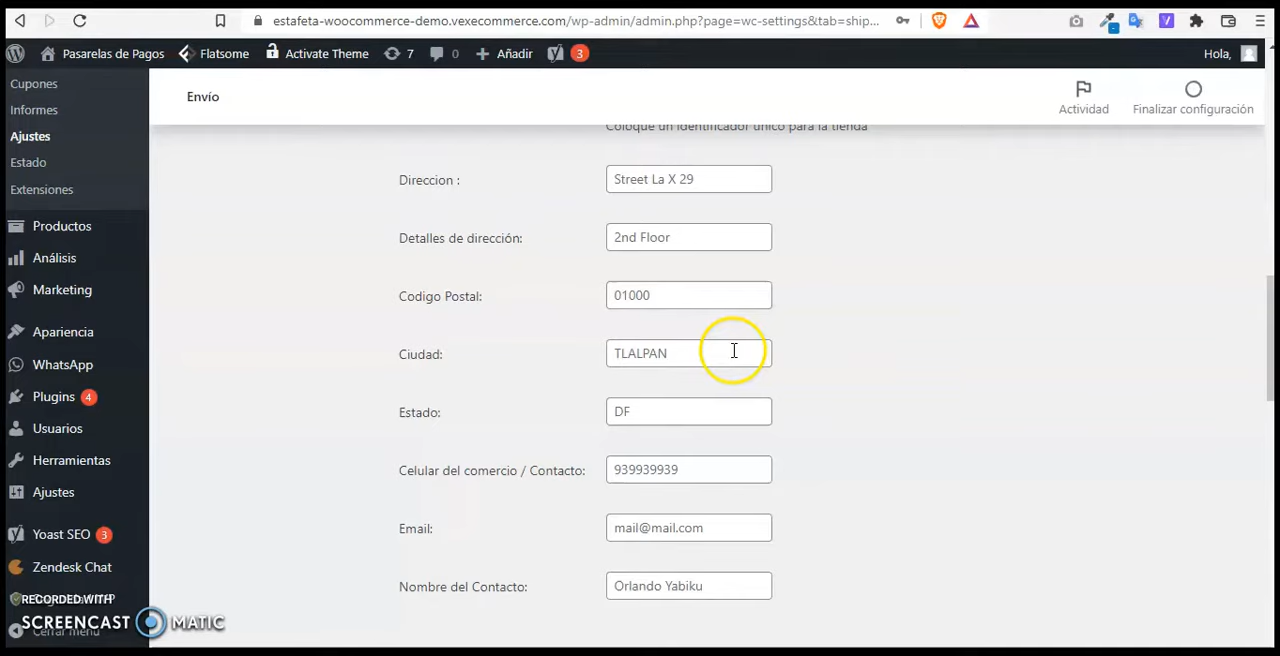 estafeta-woocommerce-demo.vexecommerce.com/wp-admin/admin.php?page=wc-settings&tab=ship...
Pasarelas de Pagos Flatsome Activate Theme 7 0 Añadir 3 Hola,
Cupones
Informes
Ajustes
Estado
Extensiones
Productos
Análisis
Marketing
Apariencia
WhatsApp
Plugins 4
Usuarios
Herramientas
Ajustes
Yoast SEO 3
Zendesk Chat
Cerrar menú
RECORDED WITH
SCREENCAST MATIC
Envío
Actividad
Finalizar configuración
Coloque un identificador unico para la tienda
Direccion : Street La X 29
Detalles de dirección: 2nd Floor
Codigo Postal: 01000
Ciudad: TLALPAN
Estado: DF
Celular del comercio / Contacto: 939939939
Email: mail@mail.com
Nombre del Contacto: Orlando Yabiku